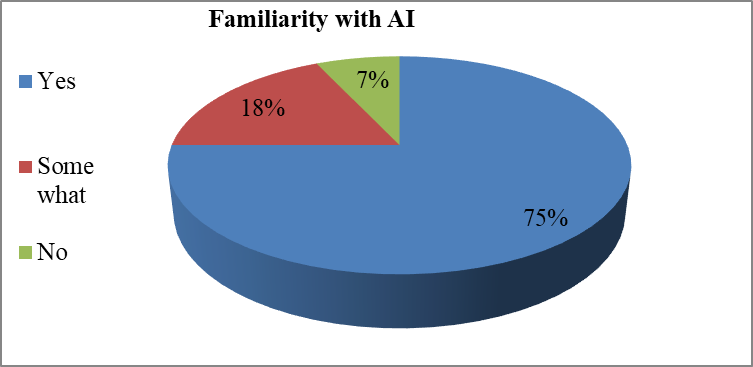 Familiarity with AI
Yes
Some
what
No
7%
18%
75%